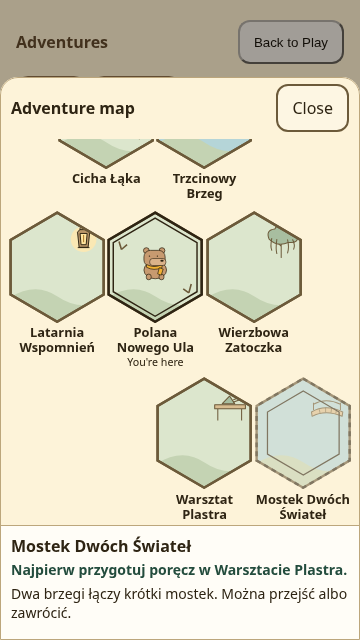 Adventures
Back to Play
Adventure map
Close
Cicha Łąka
Trzcinowy
Brzeg
Latarnia
Wspomnień
Polana
Nowego Ula
You're here
Wierzbowa
Zatoczka
Warsztat
Plastra
Mostek Dwóch
Świateł
Mostek Dwóch Świateł
Najpierw przygotuj poręcz w Warsztacie Plastra.
Dwa brzegi łączy krótki mostek. Można przejść albo
zawrócić.